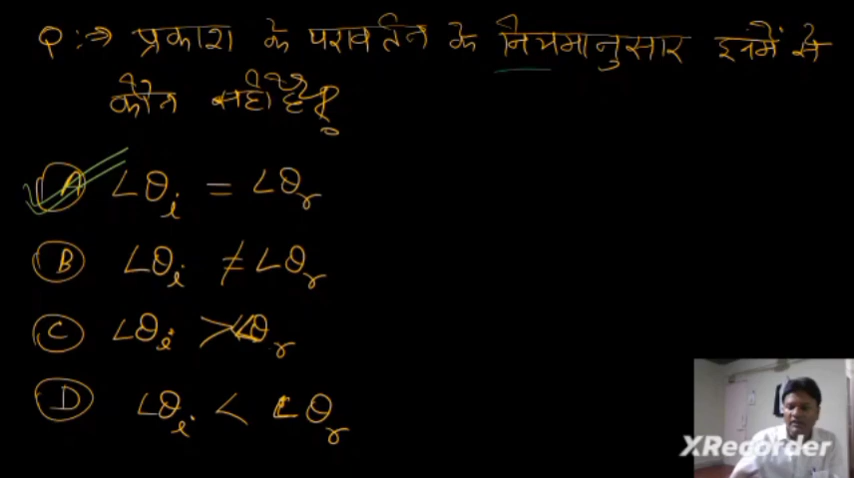 Q :⇒ प्रकाश के परावर्तन के नियमानुसार इनमें से
कौन सही है?
A ∠θi = ∠θr
B ∠θi ≠ ∠θr
C ∠θi > ∠θr
D ∠θi < ∠θr
XRecorder